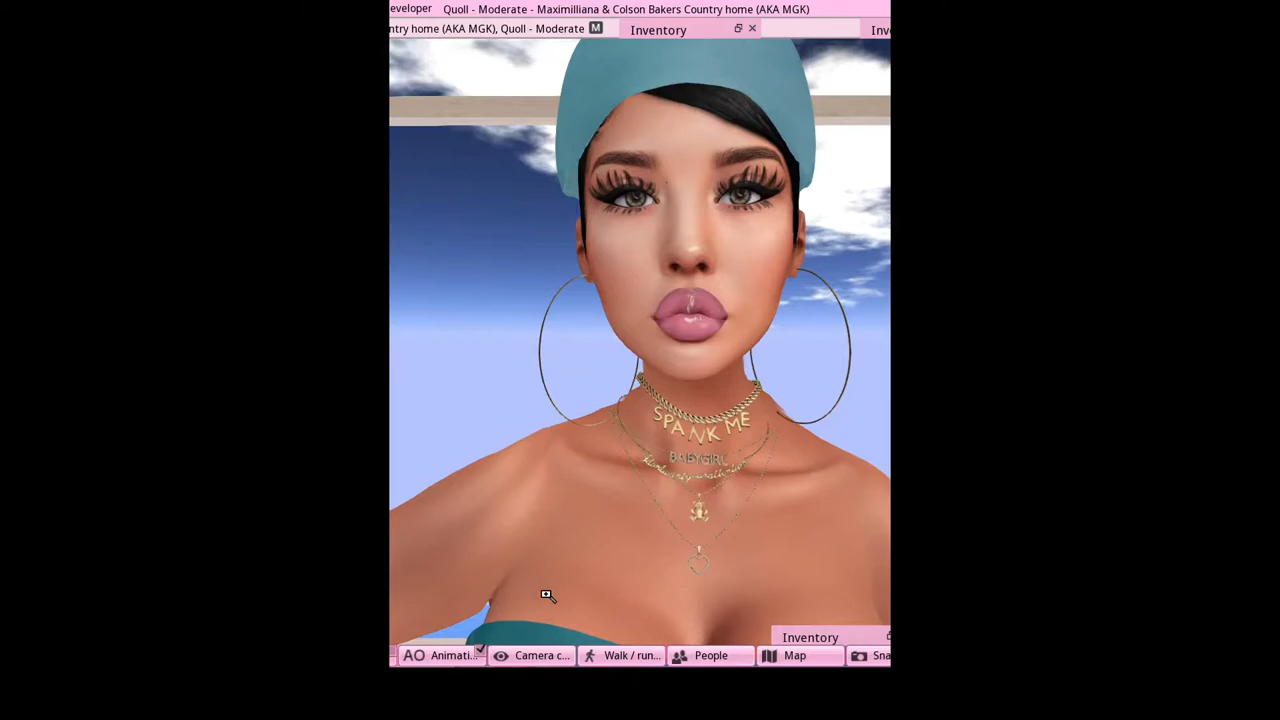 eveloper Quoll - Moderate - Maximilliana & Colson Bakers Country home (AKA MGK)
ntry home (AKA MGK), Quoll - Moderate M
Inventory
Inv
SPANK ME
BABYGIRL
Inventory
AO Animati... Camera c... Walk / run... People Map Sna